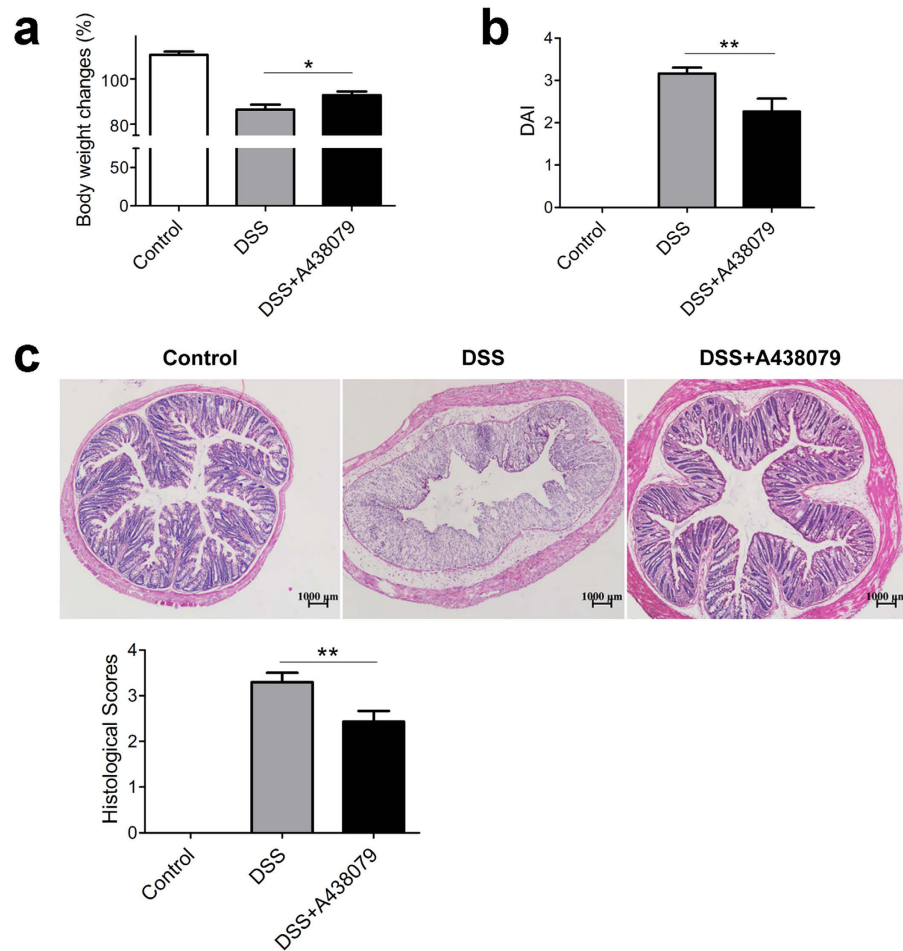 a
Body weight changes (%)
100
80
50
0
*
Control
DSS
DSS+A438079
b
DAI
4
3
2
1
0
**
Control
DSS
DSS+A438079
c
Control
DSS
DSS+A438079
1000 µm
1000 µm
1000 µm
Histological Scores
4
3
2
1
0
**
Control
DSS
DSS+A438079